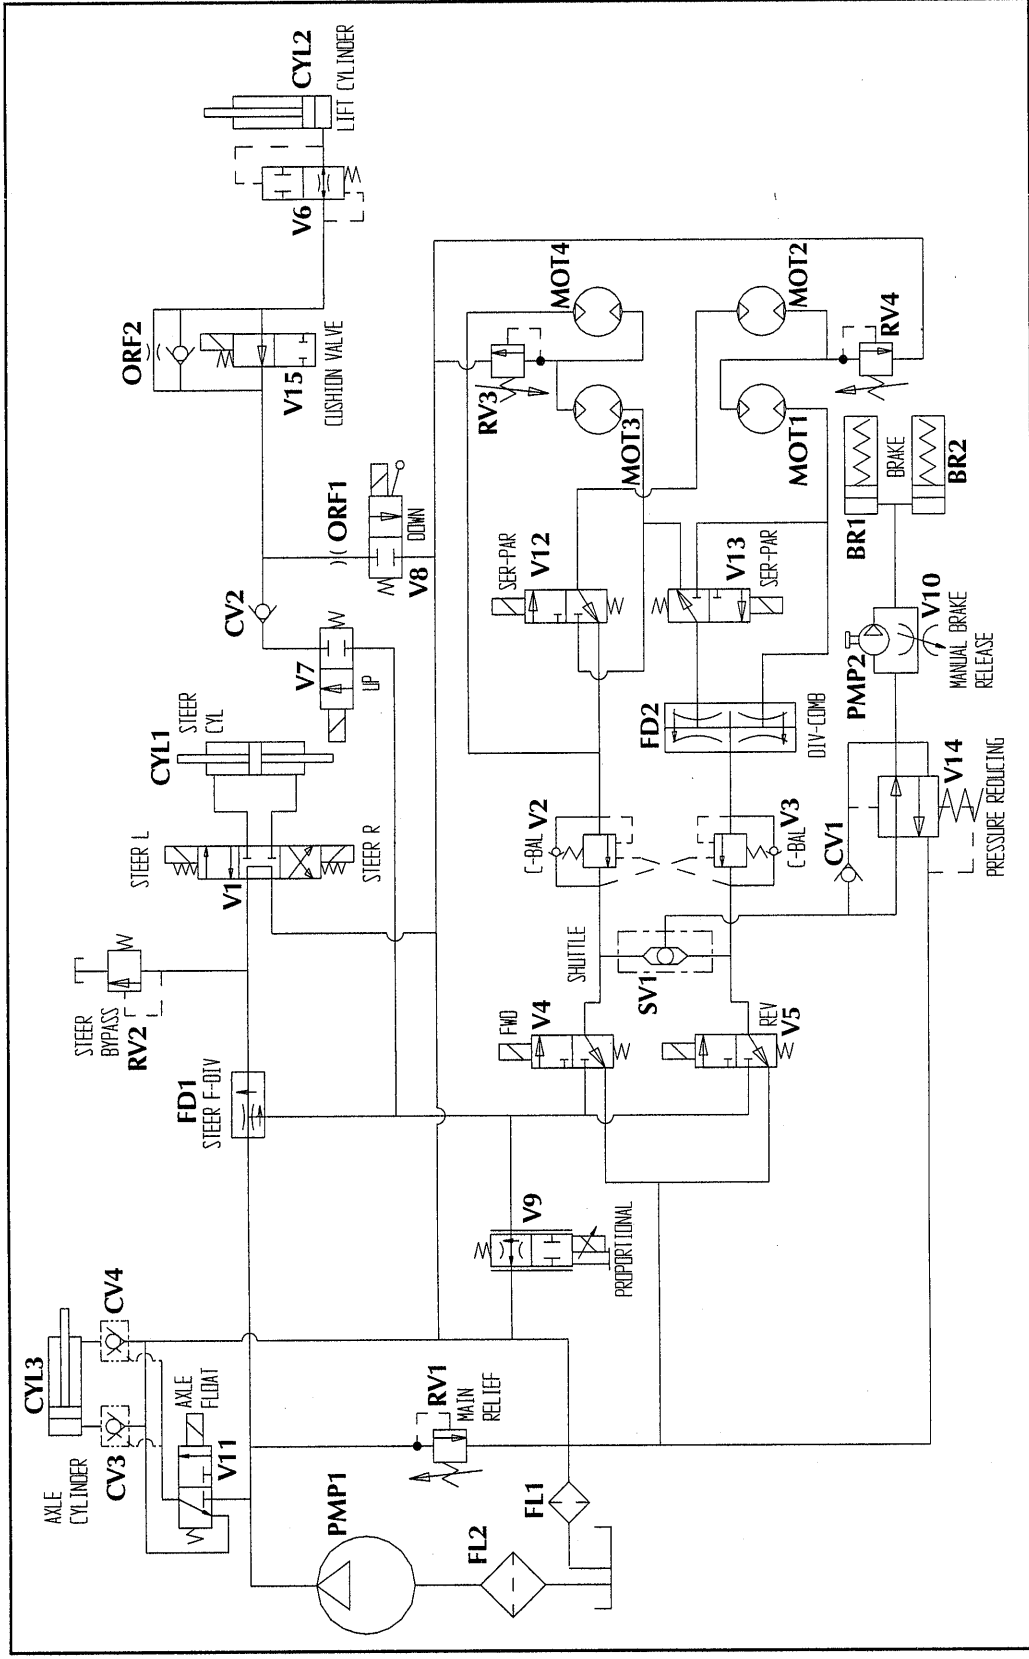 CYL3
AXLE
CYLINDER
CV3
CV4
V11
AXLE
FLOAT
PMP1
RV1
MAIN
RELIEF
FL2
FL1
STEER
BYPASS
RV2
FD1
STEER F-DIV
V9
PROPORTIONAL
STEER L
V1
STEER R
CYL1
STEER
CYL
V7
UP
CV2
ORF1
DOWN
V8
ORF2
V15
CUSHION VALVE
V6
CYL2
LIFT CYLINDER
FWD
V4
REV
V5
SHUTTLE
SV1
C-BAL
V2
V3
C-BAL
FD2
DIV-COMB
SER-PAR
V12
V13
SER-PAR
RV3
MOT4
MOT3
MOT2
MOT1
RV4
CV1
V14
PRESSURE REDUCING
PMP2
V10
MANUAL BRAKE
RELEASE
BR1
BRAKE
BR2